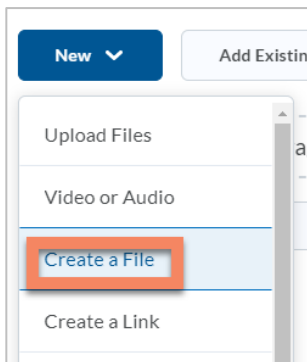 New
Add Existin
Upload Files
Video or Audio
Create a File
Create a Link